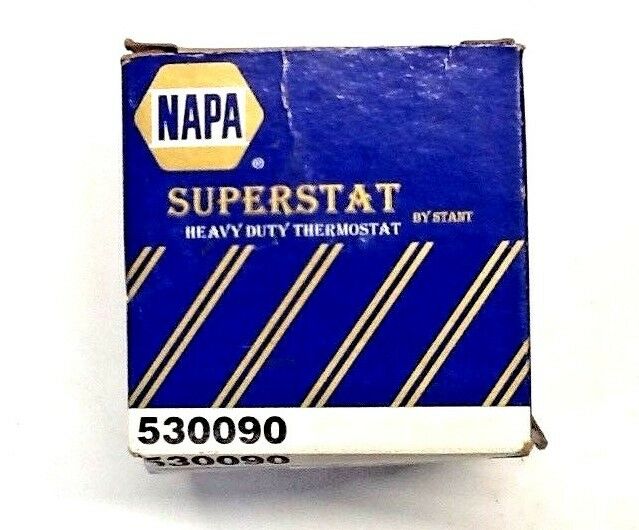 NAPA
®
SUPERSTAT BY STANT
HEAVY DUTY THERMOSTAT
530090
530090